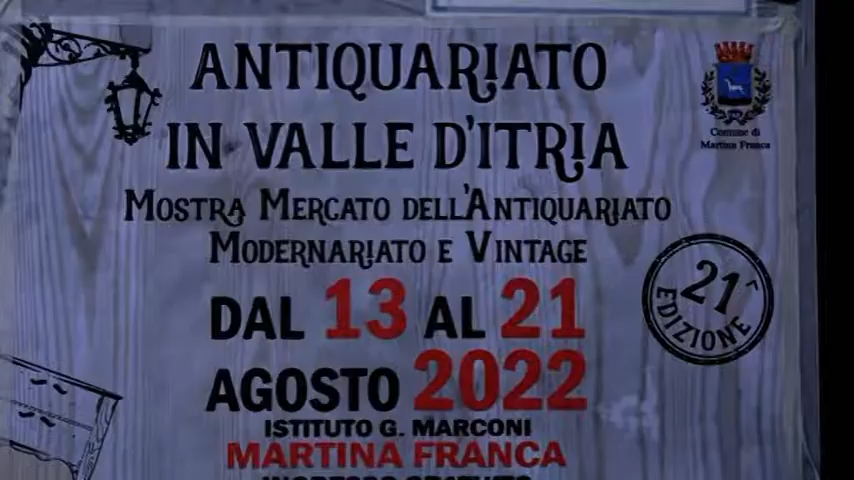 ANTIQUARIATO
IN VALLE D'ITRIA
Comune di
Martina Franca
MOSTRA MERCATO DELL'ANTIQUARIATO
MODERNARIATO E VINTAGE
21^
EDIZIONE
DAL 13 AL 21
AGOSTO 2022
ISTITUTO G. MARCONI
MARTINA FRANCA